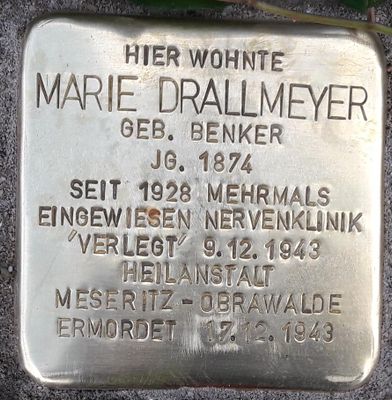 HIER WOHNTE
MARIE DRALLMEYER
GEB. BENKER
JG. 1874
SEIT 1928 MEHRMALS
EINGEWIESEN NERVENKLINIK
'VERLEGT' 9.12.1943
HEILANSTALT
MESERITZ-OBRAWALDE
ERMORDET 17.12.1943